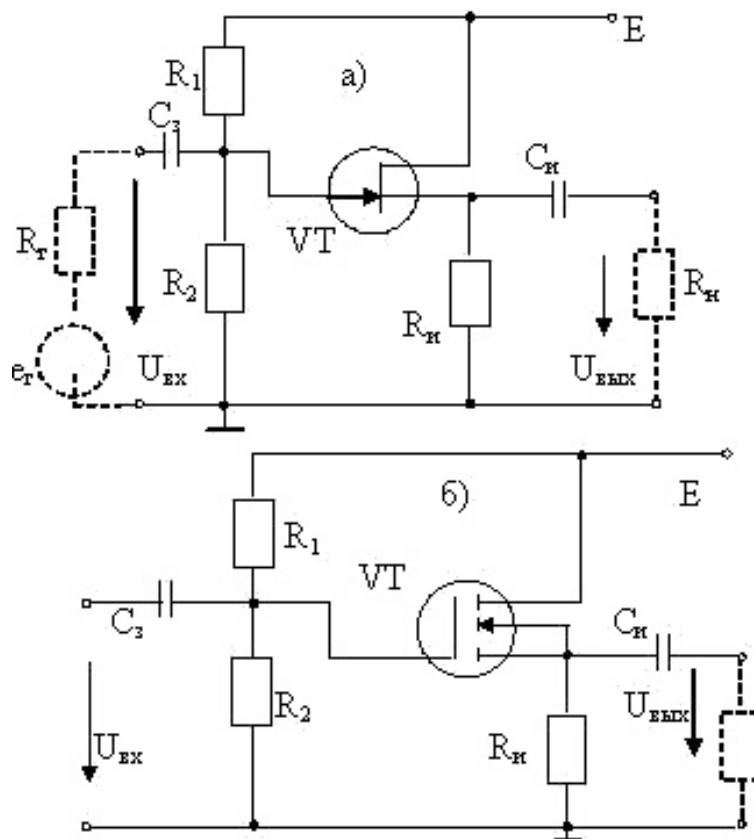 E
R₁
а)
Cз
Cи
VT
Rг
R₂
Rи
Rн
eг
Uвх
Uвых
б)
E
R₁
VT
Cз
Cи
R₂
Uвых
Uвх
Rи